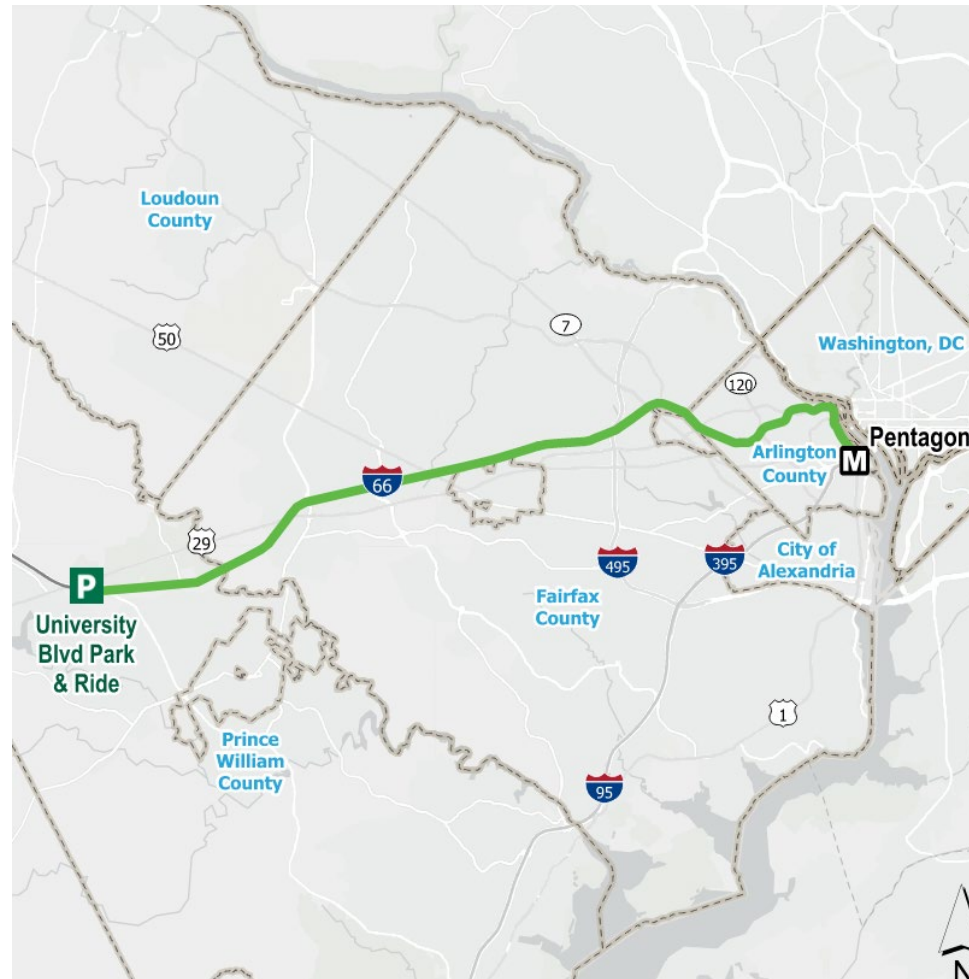 Loudoun
County
50
7
Washington, DC
120
Pentagon
M
Arlington
County
66
29
495
395
City of
Alexandria
P
University
Blvd Park
& Ride
Fairfax
County
1
Prince
William
County
95
N